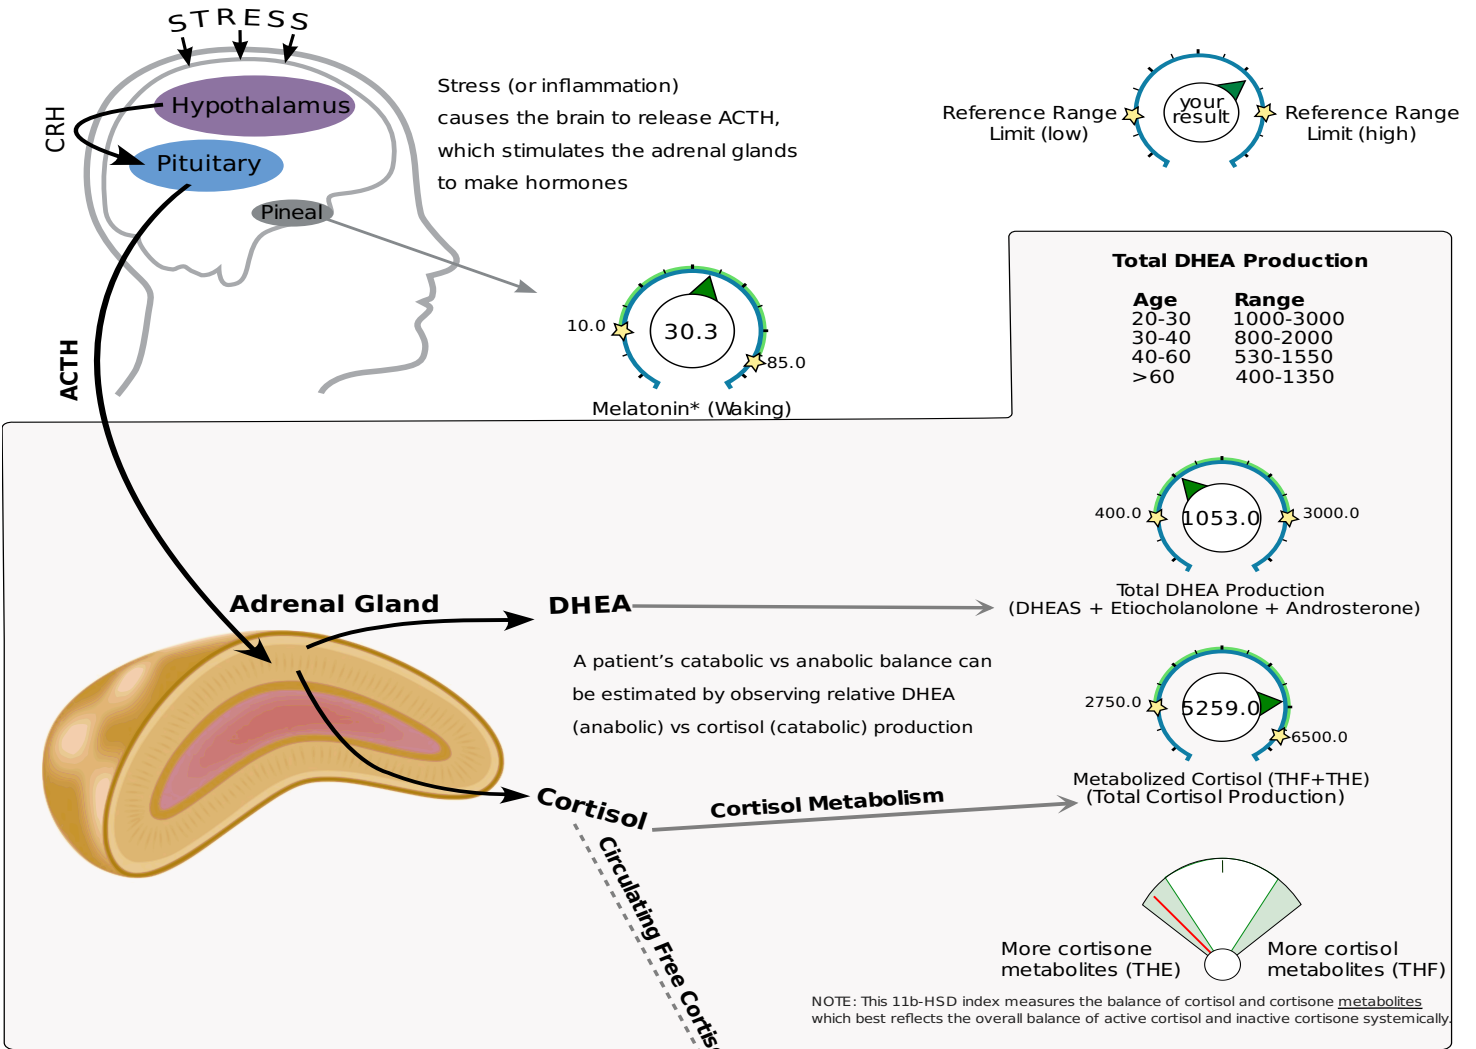 STRESS
Hypothalamus
CRH
Pituitary
Pineal
ACTH
Stress (or inflammation)
causes the brain to release ACTH,
which stimulates the adrenal glands
to make hormones
Reference Range
Limit (low)
your
result
Reference Range
Limit (high)
10.0
30.3
85.0
Melatonin* (Waking)
Total DHEA Production
Age Range
20-30 1000-3000
30-40 800-2000
40-60 530-1550
>60 400-1350
400.0
1053.0
3000.0
Total DHEA Production
(DHEAS + Etiocholanolone + Androsterone)
Adrenal Gland
DHEA
A patient’s catabolic vs anabolic balance can
be estimated by observing relative DHEA
(anabolic) vs cortisol (catabolic) production
2750.0
5259.0
6500.0
Metabolized Cortisol (THF+THE)
(Total Cortisol Production)
Cortisol
Cortisol Metabolism
Circulating Free Cortis
More cortisone
metabolites (THE)
More cortisol
metabolites (THF)
NOTE: This 11b-HSD index measures the balance of cortisol and cortisone metabolites
which best reflects the overall balance of active cortisol and inactive cortisone systemically.